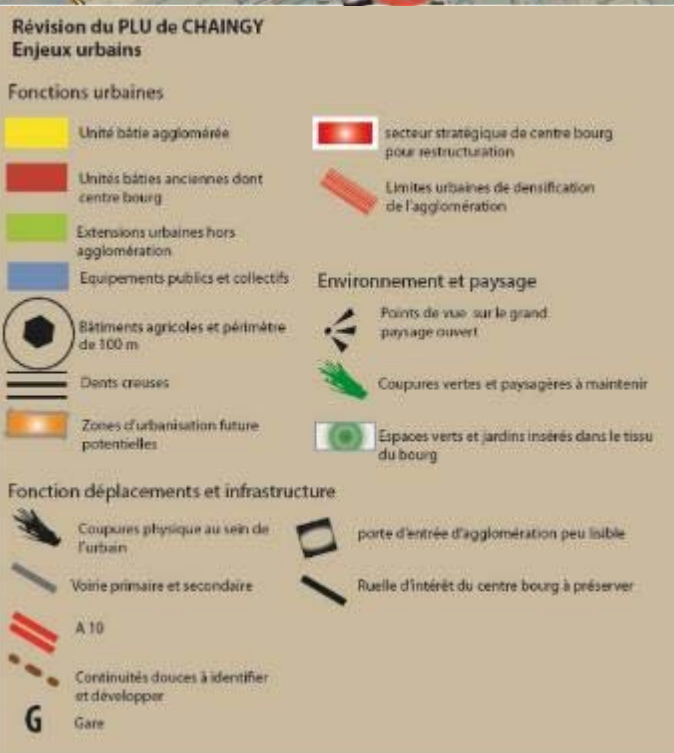 Révision du PLU de CHAINGY
Enjeux urbains
Fonctions urbaines
Unité bâtie agglomérée
Unités bâties anciennes dont
centre bourg
Extensions urbaines hors
agglomération
Equipements publics et collectifs
Bâtiments agricoles et périmètre
de 100 m
Dents creuses
Zones d'urbanisation future
potentielles
secteur stratégique de centre bourg
pour restructuration
Limites urbaines de densification
de l'agglomération
Environnement et paysage
Points de vue sur le grand
paysage ouvert
Coupures vertes et paysagères à maintenir
Espaces verts et jardins insérés dans le tissu
du bourg
Fonction déplacements et infrastructure
Coupures physique au sein de
l'urbain
Voirie primaire et secondaire
A 10
Continuités douces à identifier
et développer
G Gare
porte d'entrée d'agglomération peu lisible
Ruelle d'intérêt du centre bourg à préserver